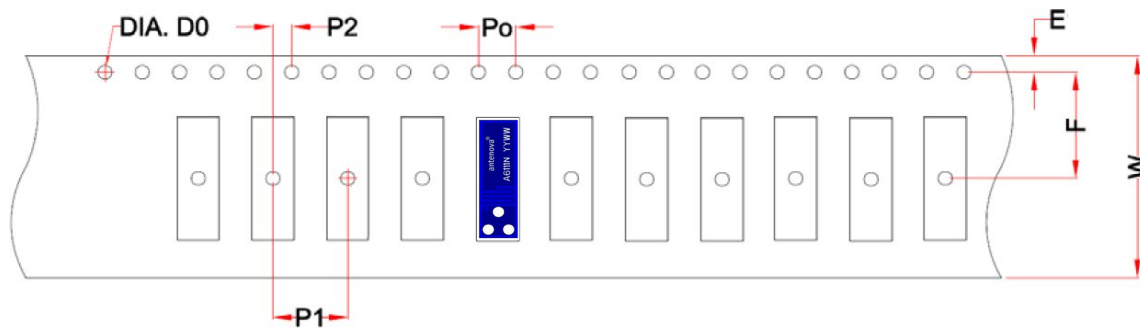 DIA. D0
P2
Po
E
F
W
antenova®
A6111N YYWW
P1